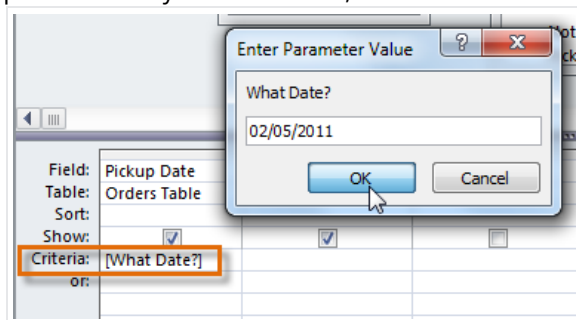 Enter Parameter Value
What Date?
02/05/2011
OK
Cancel
Field: Pickup Date
Table: Orders Table
Sort:
Show:
Criteria: [What Date?]
or: